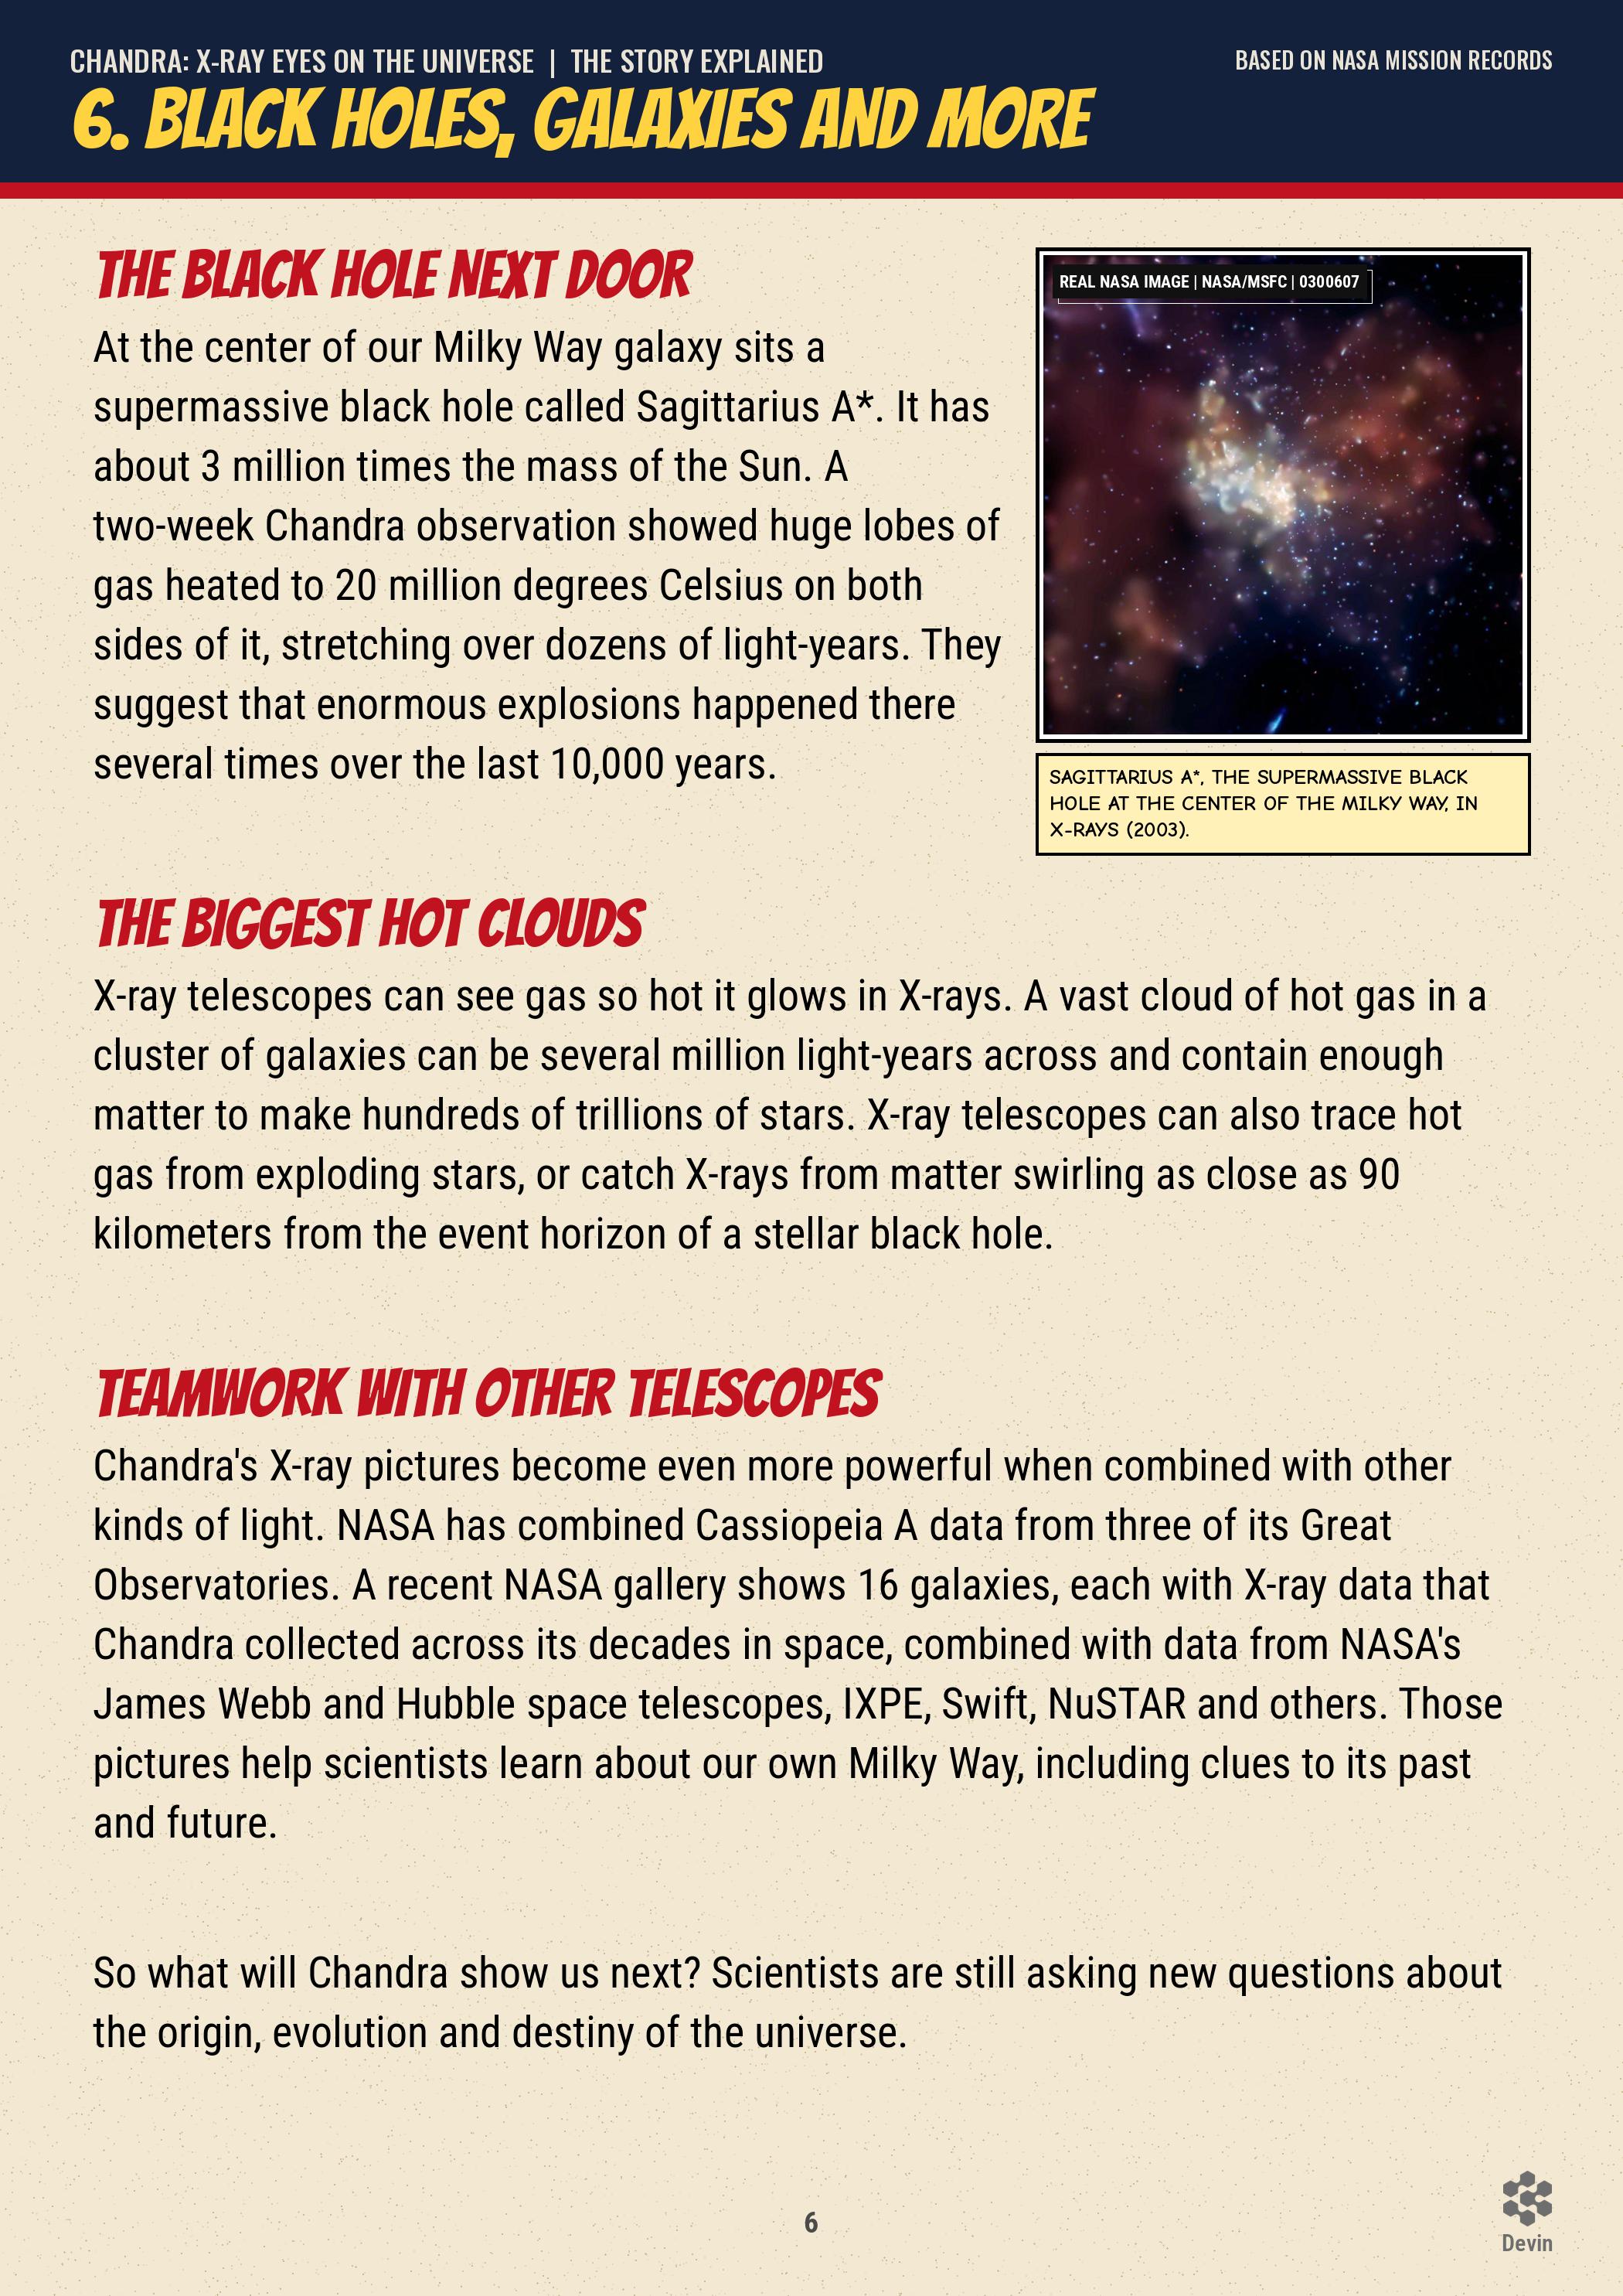 CHANDRA: X-RAY EYES ON THE UNIVERSE | THE STORY EXPLAINED
BASED ON NASA MISSION RECORDS
6. BLACK HOLES, GALAXIES AND MORE
THE BLACK HOLE NEXT DOOR
At the center of our Milky Way galaxy sits a
supermassive black hole called Sagittarius A*. It has
about 3 million times the mass of the Sun. A
two-week Chandra observation showed huge lobes of
gas heated to 20 million degrees Celsius on both
sides of it, stretching over dozens of light-years. They
suggest that enormous explosions happened there
several times over the last 10,000 years.
REAL NASA IMAGE | NASA/MSFC | 0300607
SAGITTARIUS A*, THE SUPERMASSIVE BLACK
HOLE AT THE CENTER OF THE MILKY WAY, IN
X-RAYS (2003).
THE BIGGEST HOT CLOUDS
X-ray telescopes can see gas so hot it glows in X-rays. A vast cloud of hot gas in a
cluster of galaxies can be several million light-years across and contain enough
matter to make hundreds of trillions of stars. X-ray telescopes can also trace hot
gas from exploding stars, or catch X-rays from matter swirling as close as 90
kilometers from the event horizon of a stellar black hole.
TEAMWORK WITH OTHER TELESCOPES
Chandra's X-ray pictures become even more powerful when combined with other
kinds of light. NASA has combined Cassiopeia A data from three of its Great
Observatories. A recent NASA gallery shows 16 galaxies, each with X-ray data that
Chandra collected across its decades in space, combined with data from NASA's
James Webb and Hubble space telescopes, IXPE, Swift, NuSTAR and others. Those
pictures help scientists learn about our own Milky Way, including clues to its past
and future.
So what will Chandra show us next? Scientists are still asking new questions about
the origin, evolution and destiny of the universe.
6
Devin